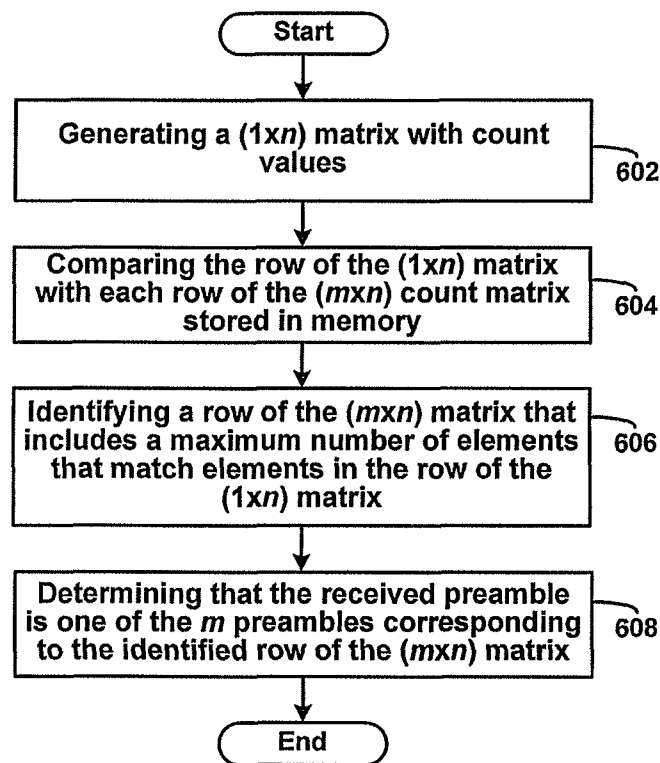 Start
Generating a (1xn) matrix with count
values
602
Comparing the row of the (1xn) matrix
with each row of the (mxn) count matrix
stored in memory
604
Identifying a row of the (mxn) matrix that
includes a maximum number of elements
that match elements in the row of the
(1xn) matrix
606
Determining that the received preamble
is one of the m preambles corresponding
to the identified row of the (mxn) matrix
608
End